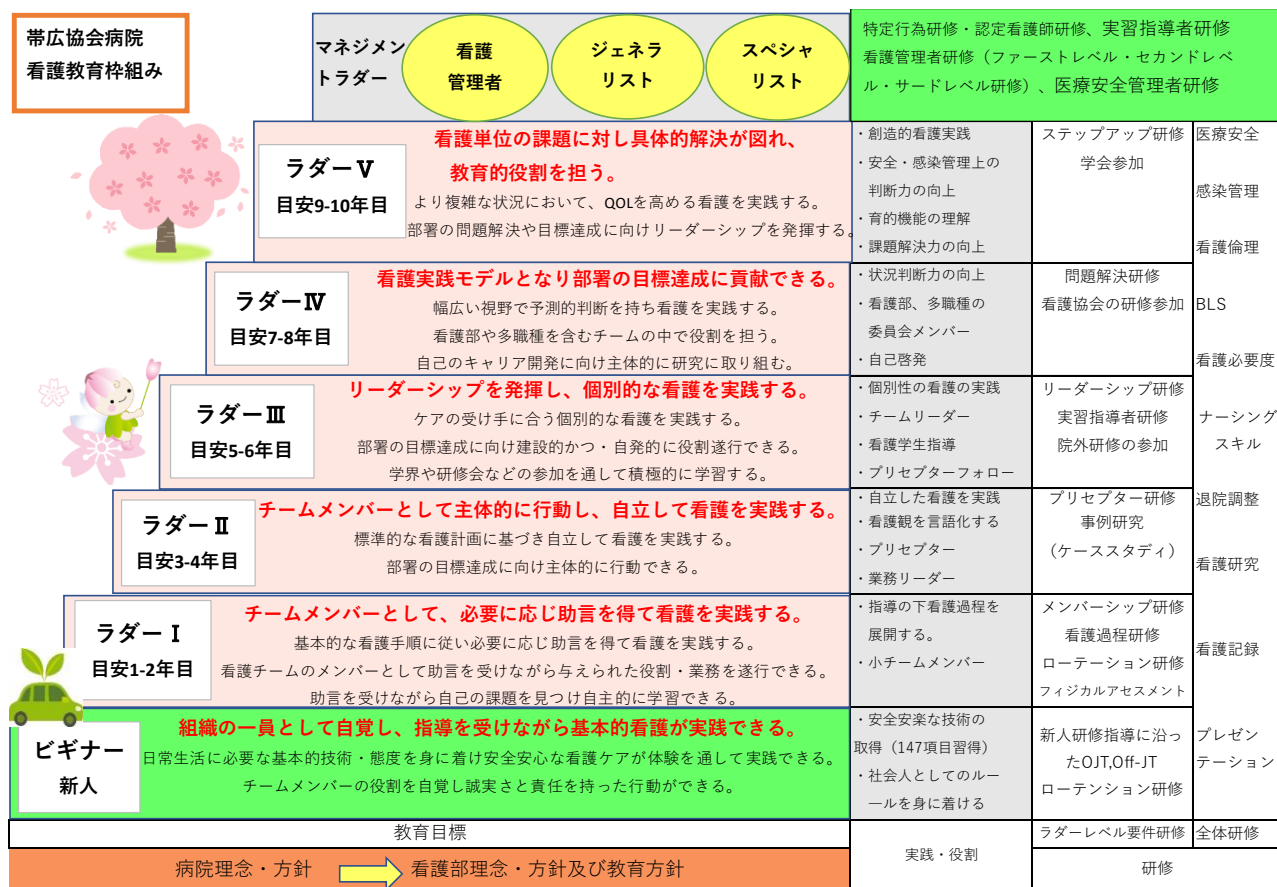 帯広協会病院
看護教育枠組み
マネジメン
トラダー
看護
管理者
ジェネラ
リスト
スペシャ
リスト
特定行為研修・認定看護師研修、実習指導者研修
看護管理者研修（ファーストレベル・セカンドレベ
ル・サードレベル研修）、医療安全管理者研修
ラダーⅤ
目安9-10年目
看護単位の課題に対し具体的解決が図れ、
教育的役割を担う。
より複雑な状況において、QOLを高める看護を実践する。
部署の問題解決や目標達成に向けリーダーシップを発揮する。
・創造的看護実践
・安全・感染管理上の
判断力の向上
・育的機能の理解
・課題解決力の向上
ステップアップ研修
学会参加
ラダーⅣ
目安7-8年目
看護実践モデルとなり部署の目標達成に貢献できる。
幅広い視野で予測的判断を持ち看護を実践する。
看護部や多職種を含むチームの中で役割を担う。
自己のキャリア開発に向け主体的に研究に取り組む。
・状況判断力の向上
・看護部、多職種の
委員会メンバー
・自己啓発
問題解決研修
看護協会の研修参加
ラダーⅢ
目安5-6年目
リーダーシップを発揮し、個別的な看護を実践する。
ケアの受け手に合う個別的な看護を実践する。
部署の目標達成に向け建設的かつ・自発的に役割遂行できる。
学界や研修会などの参加を通して積極的に学習する。
・個別性の看護の実践
・チームリーダー
・看護学生指導
・プリセプターフォロー
リーダーシップ研修
実習指導者研修
院外研修の参加
ラダーⅡ
目安3-4年目
チームメンバーとして主体的に行動し、自立して看護を実践する。
標準的な看護計画に基づき自立して看護を実践する。
部署の目標達成に向け主体的に行動できる。
・自立した看護を実践
・看護観を言語化する
・プリセプター
・業務リーダー
プリセプター研修
事例研究
（ケーススタディ）
ラダーⅠ
目安1-2年目
チームメンバーとして、必要に応じ助言を得て看護を実践する。
基本的な看護手順に従い必要に応じ助言を得て看護を実践する。
看護チームのメンバーとして助言を受けながら与えられた役割・業務を遂行できる。
助言を受けながら自己の課題を見つけ自主的に学習できる。
・指導の下看護過程を
展開する。
・小チームメンバー
メンバーシップ研修
看護過程研修
ローテーション研修
フィジカルアセスメント
ビギナー
新人
組織の一員として自覚し、指導を受けながら基本的看護が実践できる。
日常生活に必要な基本的技術・態度を身に着け安全安心な看護ケアが体験を通して実践できる。
チームメンバーの役割を自覚し誠実さと責任を持った行動ができる。
・安全安楽な技術の
取得（147項目習得）
・社会人としてのルー
ールを身に着ける
新人研修指導に沿っ
たOJT,Off-JT
ローテンション研修
医療安全
感染管理
看護倫理
BLS
看護必要度
ナーシング
スキル
退院調整
看護研究
看護記録
プレゼン
テーション
教育目標
実践・役割
ラダーレベル要件研修
全体研修
病院理念・方針
看護部理念・方針及び教育方針
研修